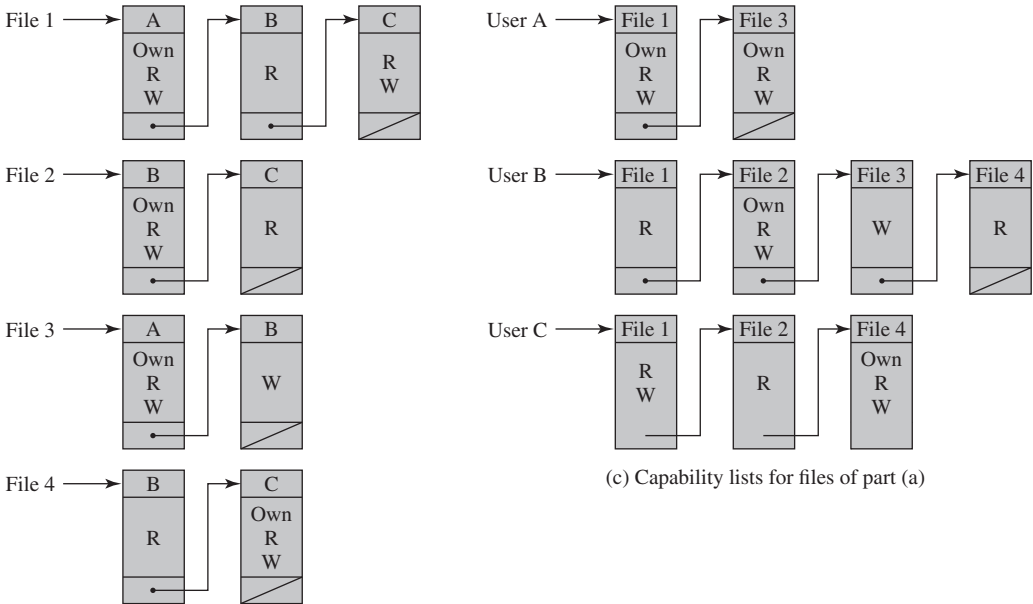 File 1
A
Own
R
W
B
R
C
R
W
File 2
B
Own
R
W
C
R
File 3
A
Own
R
W
B
W
File 4
B
R
C
Own
R
W
User A
File 1
Own
R
W
File 3
Own
R
W
User B
File 1
R
File 2
Own
R
W
File 3
W
File 4
R
User C
File 1
R
W
File 2
R
File 4
Own
R
W
(c) Capability lists for files of part (a)